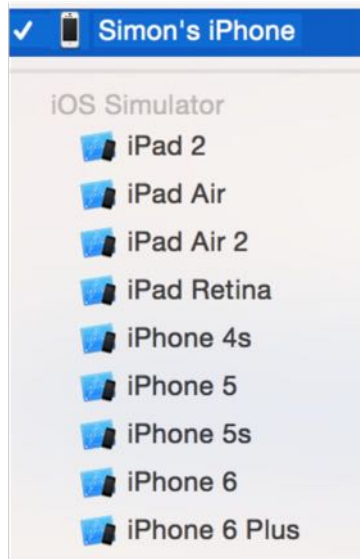 Simon's iPhone
iOS Simulator
iPad 2
iPad Air
iPad Air 2
iPad Retina
iPhone 4s
iPhone 5
iPhone 5s
iPhone 6
iPhone 6 Plus